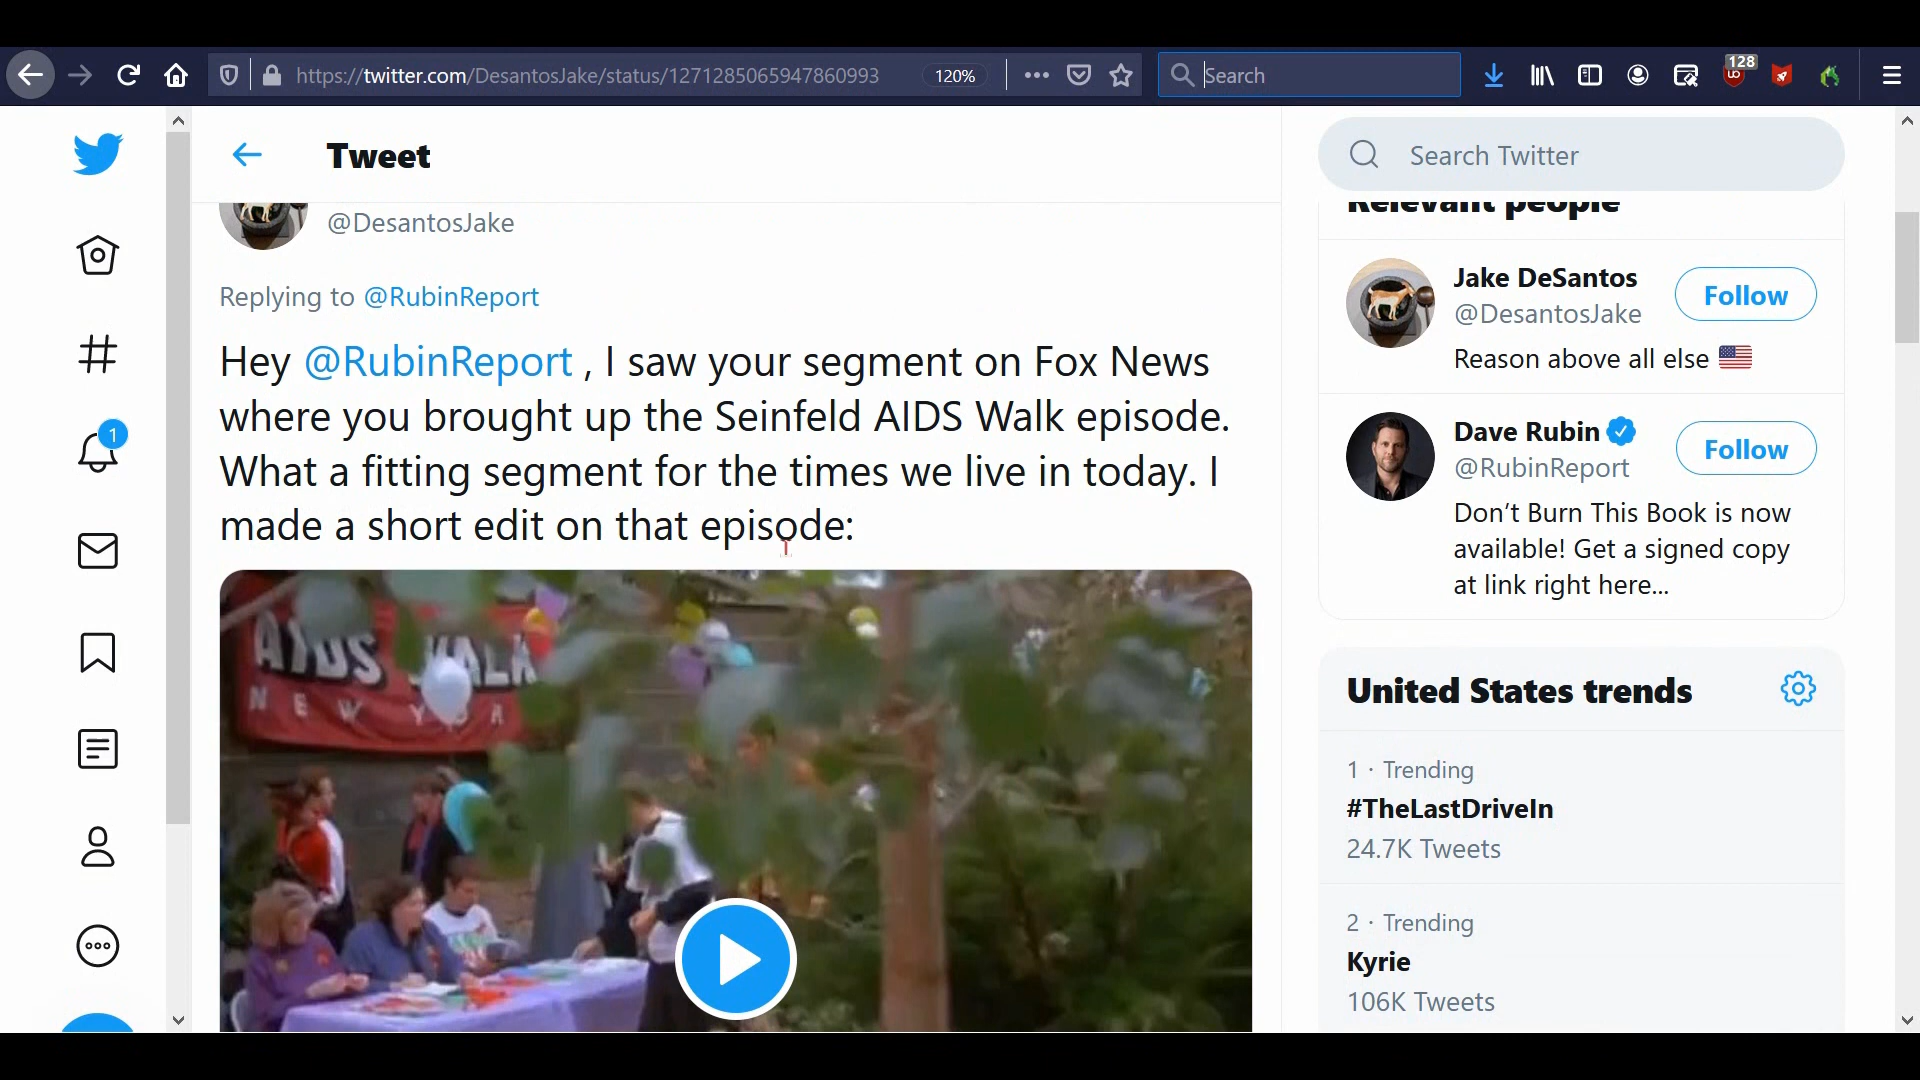 https://twitter.com/DesantosJake/status/1271285065947860993
120%
Search
128
Tweet
Search Twitter
@DesantosJake
Relevant people
Replying to @RubinReport
Hey @RubinReport , I saw your segment on Fox News
where you brought up the Seinfeld AIDS Walk episode.
What a fitting segment for the times we live in today. I
made a short edit on that episode:
AIDS WALK
NEW YO
Jake DeSantos
@DesantosJake
Follow
Reason above all else
Dave Rubin
@RubinReport
Follow
Don’t Burn This Book is now
available! Get a signed copy
at link right here...
1
United States trends
1 · Trending
#TheLastDriveIn
24.7K Tweets
2 · Trending
Kyrie
106K Tweets